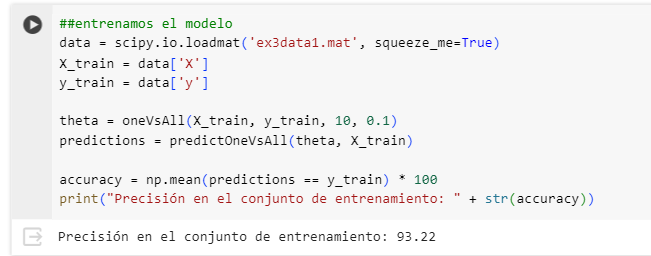 ##entrenamos el modelo
data = scipy.io.loadmat('ex3data1.mat', squeeze_me=True)
X_train = data['X']
y_train = data['y']
theta = oneVsAll(X_train, y_train, 10, 0.1)
predictions = predictOneVsAll(theta, X_train)
accuracy = np.mean(predictions == y_train) * 100
print("Precisión en el conjunto de entrenamiento: " + str(accuracy))
Precisión en el conjunto de entrenamiento: 93.22